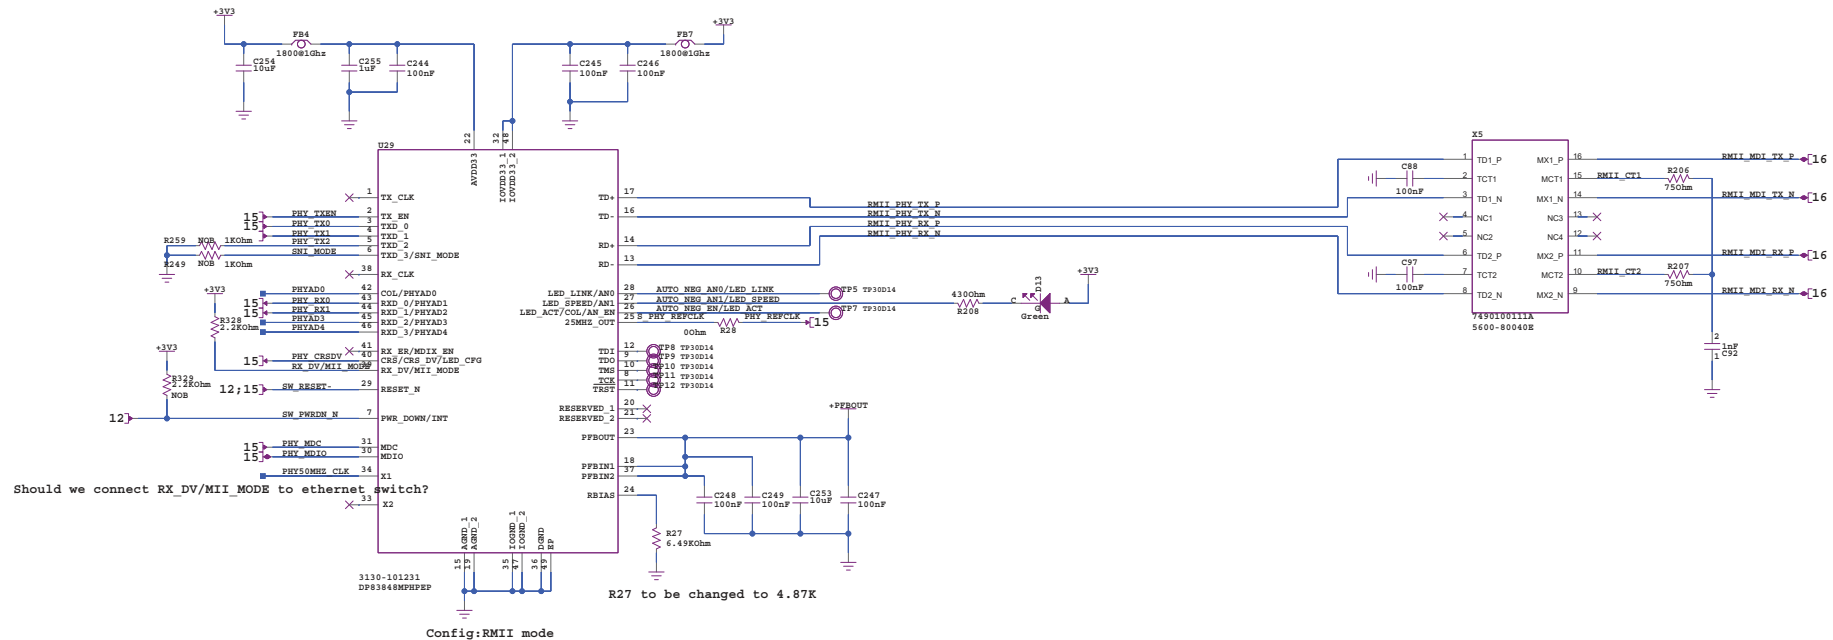 +3V3
FB4
1800@1Ghz
C254
10uF
C255
1uF
C244
100nF
+3V3
FB7
1800@1Ghz
C245
100nF
C246
100nF
U29
22
32
48
AVDD33
IOVDD33_1
IOVDD33_2
1 TX_CLK
15 PHY_TXEN 2 TX_EN
15 PHY_TX0 3 TXD_0
PHY_TX1 4 TXD_1
R259 NOB 1KOhm PHY_TX2 5 TXD_2
SNI_MODE 6 TXD_3/SNI_MODE
R249 NOB 1KOhm
38 RX_CLK
+3V3
PHYAD0 42 COL/PHYAD0
15 PHY_RX0 43 RXD_0/PHYAD1
15 PHY_RX1 44 RXD_1/PHYAD2
PHYAD3 45 RXD_2/PHYAD3
PHYAD4 46 RXD_3/PHYAD4
R328
2.2KOhm
+3V3
41 RX_ER/MDIX_EN
15 PHY_CRSDV 40 CRS/CRS_DV/LED_CFG
RX_DV/MII_MODE 39 RX_DV/MII_MODE
R329
2.2KOhm
NOB
12;15 SW_RESET- 29 RESET_N
12 SW_PWRDN_N 7 PWR_DOWN/INT
15 PHY_MDC 31 MDC
15 PHY_MDIO 30 MDIO
PHY50MHZ_CLK 34 X1
Should we connect RX_DV/MII_MODE to ethernet switch?
33 X2
TD+ 17
TD- 16
RD+ 14
RD- 13
RMII_PHY_TX_P
RMII_PHY_TX_N
RMII_PHY_RX_P
RMII_PHY_RX_N
LED_LINK/AN0 28 AUTO_NEG_AN0/LED_LINK TP5 TP30D14
LED_SPEED/AN1 27 AUTO_NEG_AN1/LED_SPEED
LED_ACT/COL/AN_EN 26 AUTO_NEG_EN/LED_ACT TP7 TP30D14
25MHZ_OUT 25 S_PHY_REFCLK PHY_REFCLK 15
R28
0Ohm
430Ohm
R208
C
D13
G
A
Green
+3V3
TDI 12 TP8 TP30D14
TDO 9 TP9 TP30D14
TMS 10 TP10 TP30D14
TCK 8 TP11 TP30D14
TRST 11 TP12 TP30D14
RESERVED_1 20
RESERVED_2 21
+PFBOUT
PFBOUT 23
PFBIN1 18
PFBIN2 37
RBIAS 24
C248
100nF
C249
100nF
C253
10uF
C247
100nF
R27
6.49KOhm
AGND_1
AGND_2
IOGND_1
IOGND_2
DGND
EP
15
19
35
47
36
49
3130-101231
DP83848MPHPEP
R27 to be changed to 4.87K
Config:RMII mode
X5
1 TD1_P MX1_P 16 RMII_MDI_TX_P 16
C88
100nF
2 TCT1 MCT1 15 RMII_CT1
R206
75Ohm
3 TD1_N MX1_N 14 RMII_MDI_TX_N 16
4 NC1 NC3 13
5 NC2 NC4 12
6 TD2_P MX2_P 11 RMII_MDI_RX_P 16
C97
100nF
7 TCT2 MCT2 10 RMII_CT2
R207
75Ohm
8 TD2_N MX2_N 9 RMII_MDI_RX_N 16
7490100111A
5600-80040E
2
1nF
1 C92